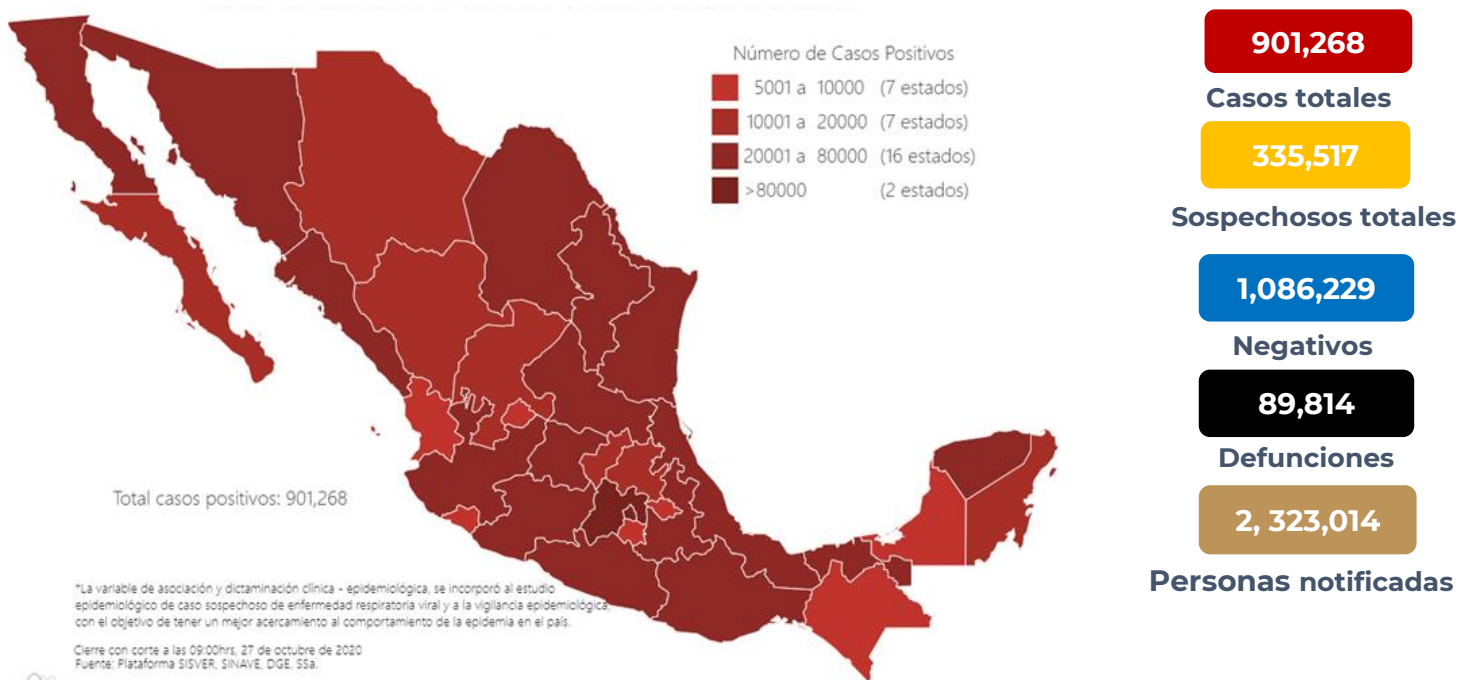 Número de Casos Positivos
5001 a 10000 (7 estados)
10001 a 20000 (7 estados)
20001 a 80000 (16 estados)
>80000 (2 estados)
Total casos positivos: 901,268
*La variable de asociación y dictaminación clínica - epidemiológica, se incorporó al estudio
epidemiológico de caso sospechoso de enfermedad respiratoria viral y a la vigilancia epidemiológica,
con el objetivo de tener un mejor acercamiento al comportamiento de la epidemia en el país.
Cierre con corte a las 09:00hrs, 27 de octubre de 2020
Fuente: Plataforma SISVER, SINAVE, DGE, SSa.
901,268
Casos totales
335,517
Sospechosos totales
1,086,229
Negativos
89,814
Defunciones
2, 323,014
Personas notificadas